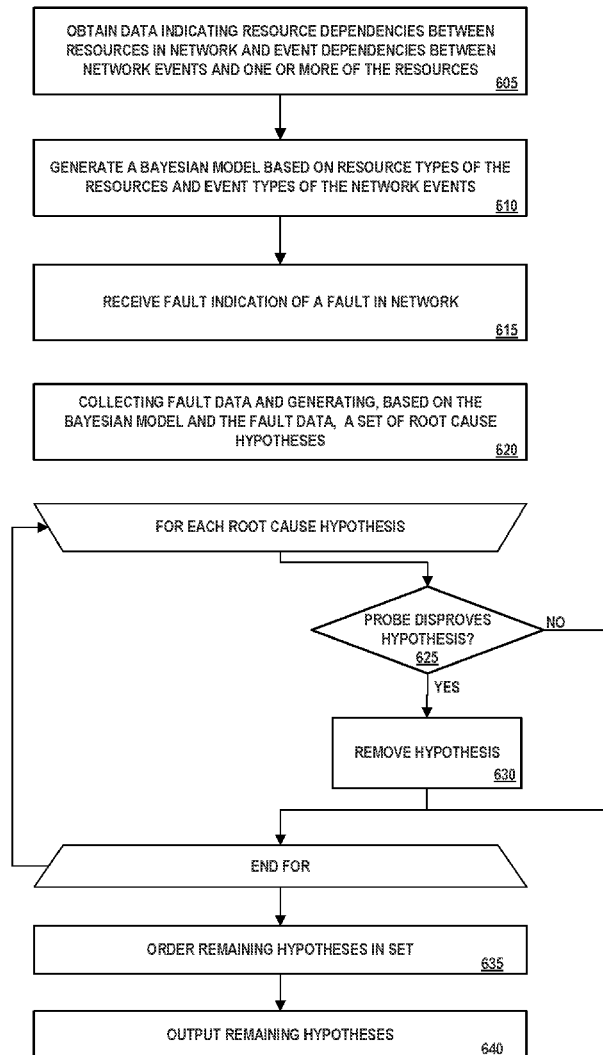 OBTAIN DATA INDICATING RESOURCE DEPENDENCIES BETWEEN
RESOURCES IN NETWORK AND EVENT DEPENDENCIES BETWEEN
NETWORK EVENTS AND ONE OR MORE OF THE RESOURCES
605
GENERATE A BAYESIAN MODEL BASED ON RESOURCE TYPES OF THE
RESOURCES AND EVENT TYPES OF THE NETWORK EVENTS
610
RECEIVE FAULT INDICATION OF A FAULT IN NETWORK
615
COLLECTING FAULT DATA AND GENERATING, BASED ON THE
BAYESIAN MODEL AND THE FAULT DATA, A SET OF ROOT CAUSE
HYPOTHESES
620
FOR EACH ROOT CAUSE HYPOTHESIS
PROBE DISPROVES
HYPOTHESIS?
625
NO
YES
REMOVE HYPOTHESIS
630
END FOR
ORDER REMAINING HYPOTHESES IN SET
635
OUTPUT REMAINING HYPOTHESES
640